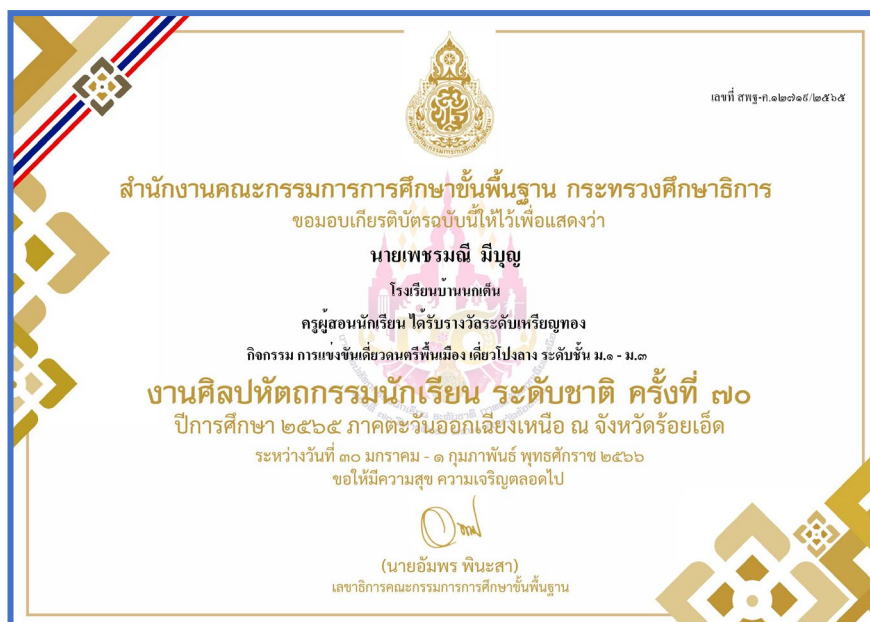 เลขที่ สพฐ-ค.๑๒๗๑๙/๒๕๖๕
สำนักงานคณะกรรมการการศึกษาขั้นพื้นฐาน กระทรวงศึกษาธิการ
ขอมอบเกียรติบัตรฉบับนี้ให้ไว้เพื่อแสดงว่า
นายเพชรมณี มีบุญ
โรงเรียนบ้านนกเต็น
ครูผู้สอนนักเรียน ได้รับรางวัลระดับเหรียญทอง
กิจกรรม การแข่งขันเดี่ยวดนตรีพื้นเมือง เดี่ยวโปงลาง ระดับชั้น ม.๑ - ม.๓
งานศิลปหัตถกรรมนักเรียน ระดับชาติ ครั้งที่ ๗๐
ปีการศึกษา ๒๕๖๕ ภาคตะวันออกเฉียงเหนือ ณ จังหวัดร้อยเอ็ด
ระหว่างวันที่ ๓๐ มกราคม - ๑ กุมภาพันธ์ พุทธศักราช ๒๕๖๖
ขอให้มีความสุข ความเจริญตลอดไป
(นายอัมพร พินะสา)
เลขาธิการคณะกรรมการการศึกษาขั้นพื้นฐาน